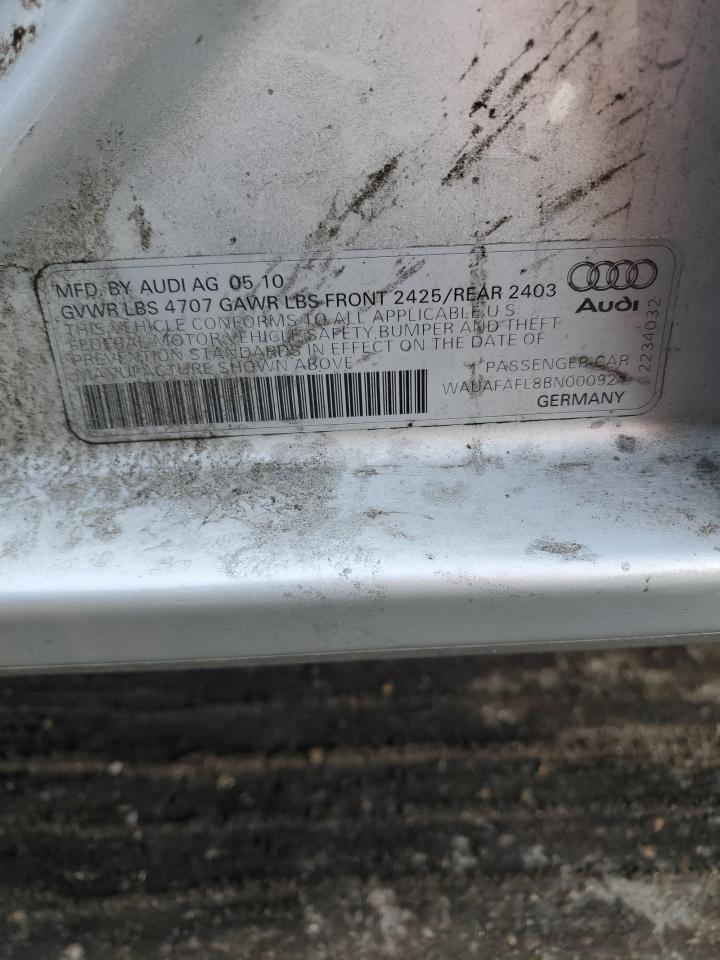 MFD. BY AUDI AG 05 10
GVWR LBS 4707 GAWR LBS FRONT 2425/REAR 2403
THIS VEHICLE CONFORMS TO ALL APPLICABLE U S
FEDERAL MOTOR VEHICLE SAFETY BUMPER AND THEFT
PREVENTION STANDARDS IN EFFECT ON THE DATE OF
MANUFACTURE SHOWN ABOVE
PASSENGER CAR
GERMANY
Audi
2234032